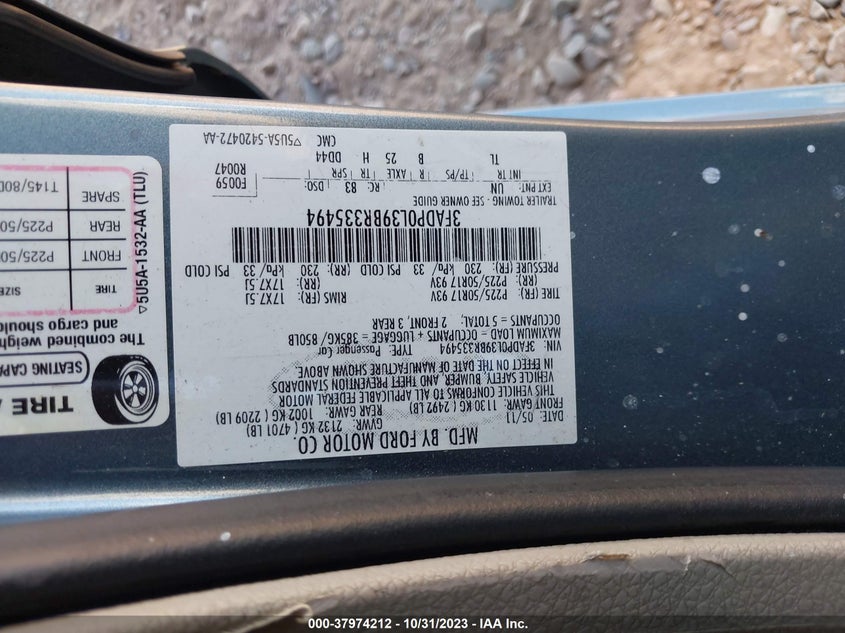 MFD. BY FORD MOTOR CO.
DATE: 05/11 GVWR: 2132 KG ( 4701 LB)
FRONT GAWR: 1130 KG ( 2492 LB) REAR GAWR: 1002 KG ( 2209 LB)
THIS VEHICLE CONFORMS TO ALL APPLICABLE FEDERAL MOTOR
VEHICLE SAFETY, BUMPER, AND THEFT PREVENTION STANDARDS
IN EFFECT ON THE DATE OF MANUFACTURE SHOWN ABOVE.
VIN: 3FADP0L39BR335494 TYPE: Passenger Car
MAXIMUM LOAD = OCCUPANTS + LUGGAGE = 385KG/ 850LB
OCCUPANTS = 5 TOTAL, 2 FRONT, 3 REAR
TIRE (FR): P225/50R17 93V RIMS (FR): 17X7.5J
(RR): P225/50R17 93V (RR): 17X7.5J
PRESSURE (FR) 230 kPa/ 33 PSI COLD (RR) 230 kPa/ 33 PSI COLD
3FADP0L39BR335494
TRAILER TOWING - SEE OWNER GUIDE F0059
R0047
EXT PNT: UN RC: 83 DSO:
INT TR TP/PS R AXLE TR SPR
TL B 25 H DD44
CMC ▽5U5A-5420472-AA
TIRE
SEATING CAPA
The combined weigh
and cargo shoul
TIRE SIZE
FRONT P225/50
REAR P225/50
SPARE T145/80D
▽5U5A-1532-AA (TLU)
000-37974212 - 10/31/2023 - IAA Inc.